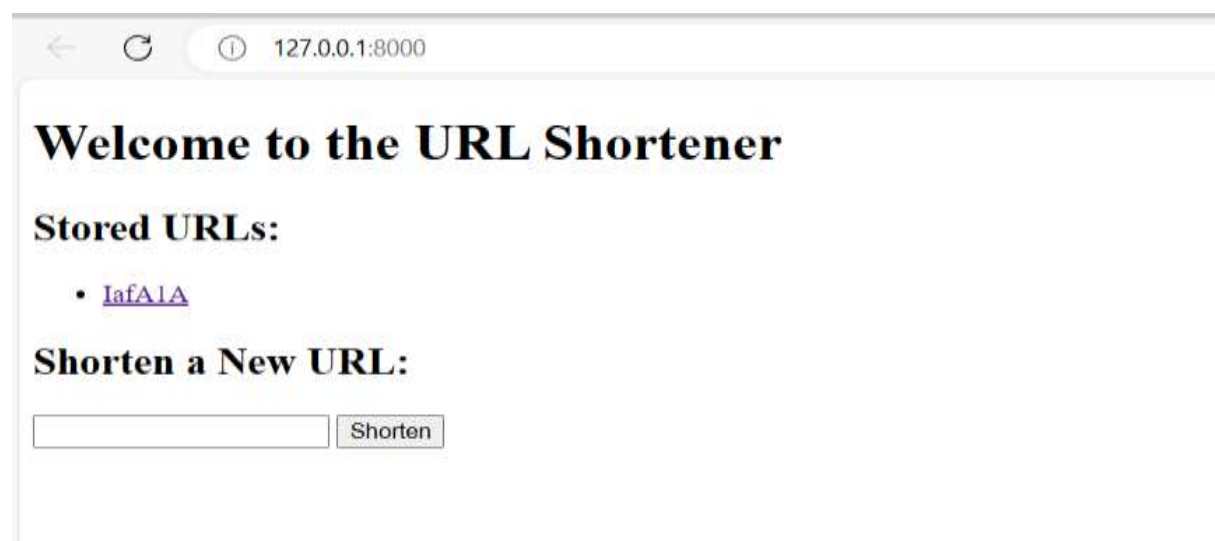 127.0.0.1:8000
Welcome to the URL Shortener
Stored URLs:
IafA1A
Shorten a New URL:
Shorten